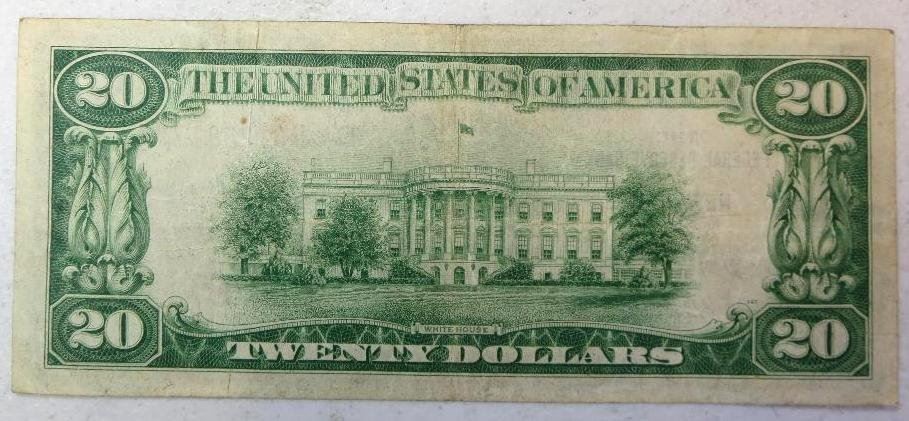 20 THE UNITED STATES OF AMERICA 20
WHITE HOUSE
20 TWENTY DOLLARS 20